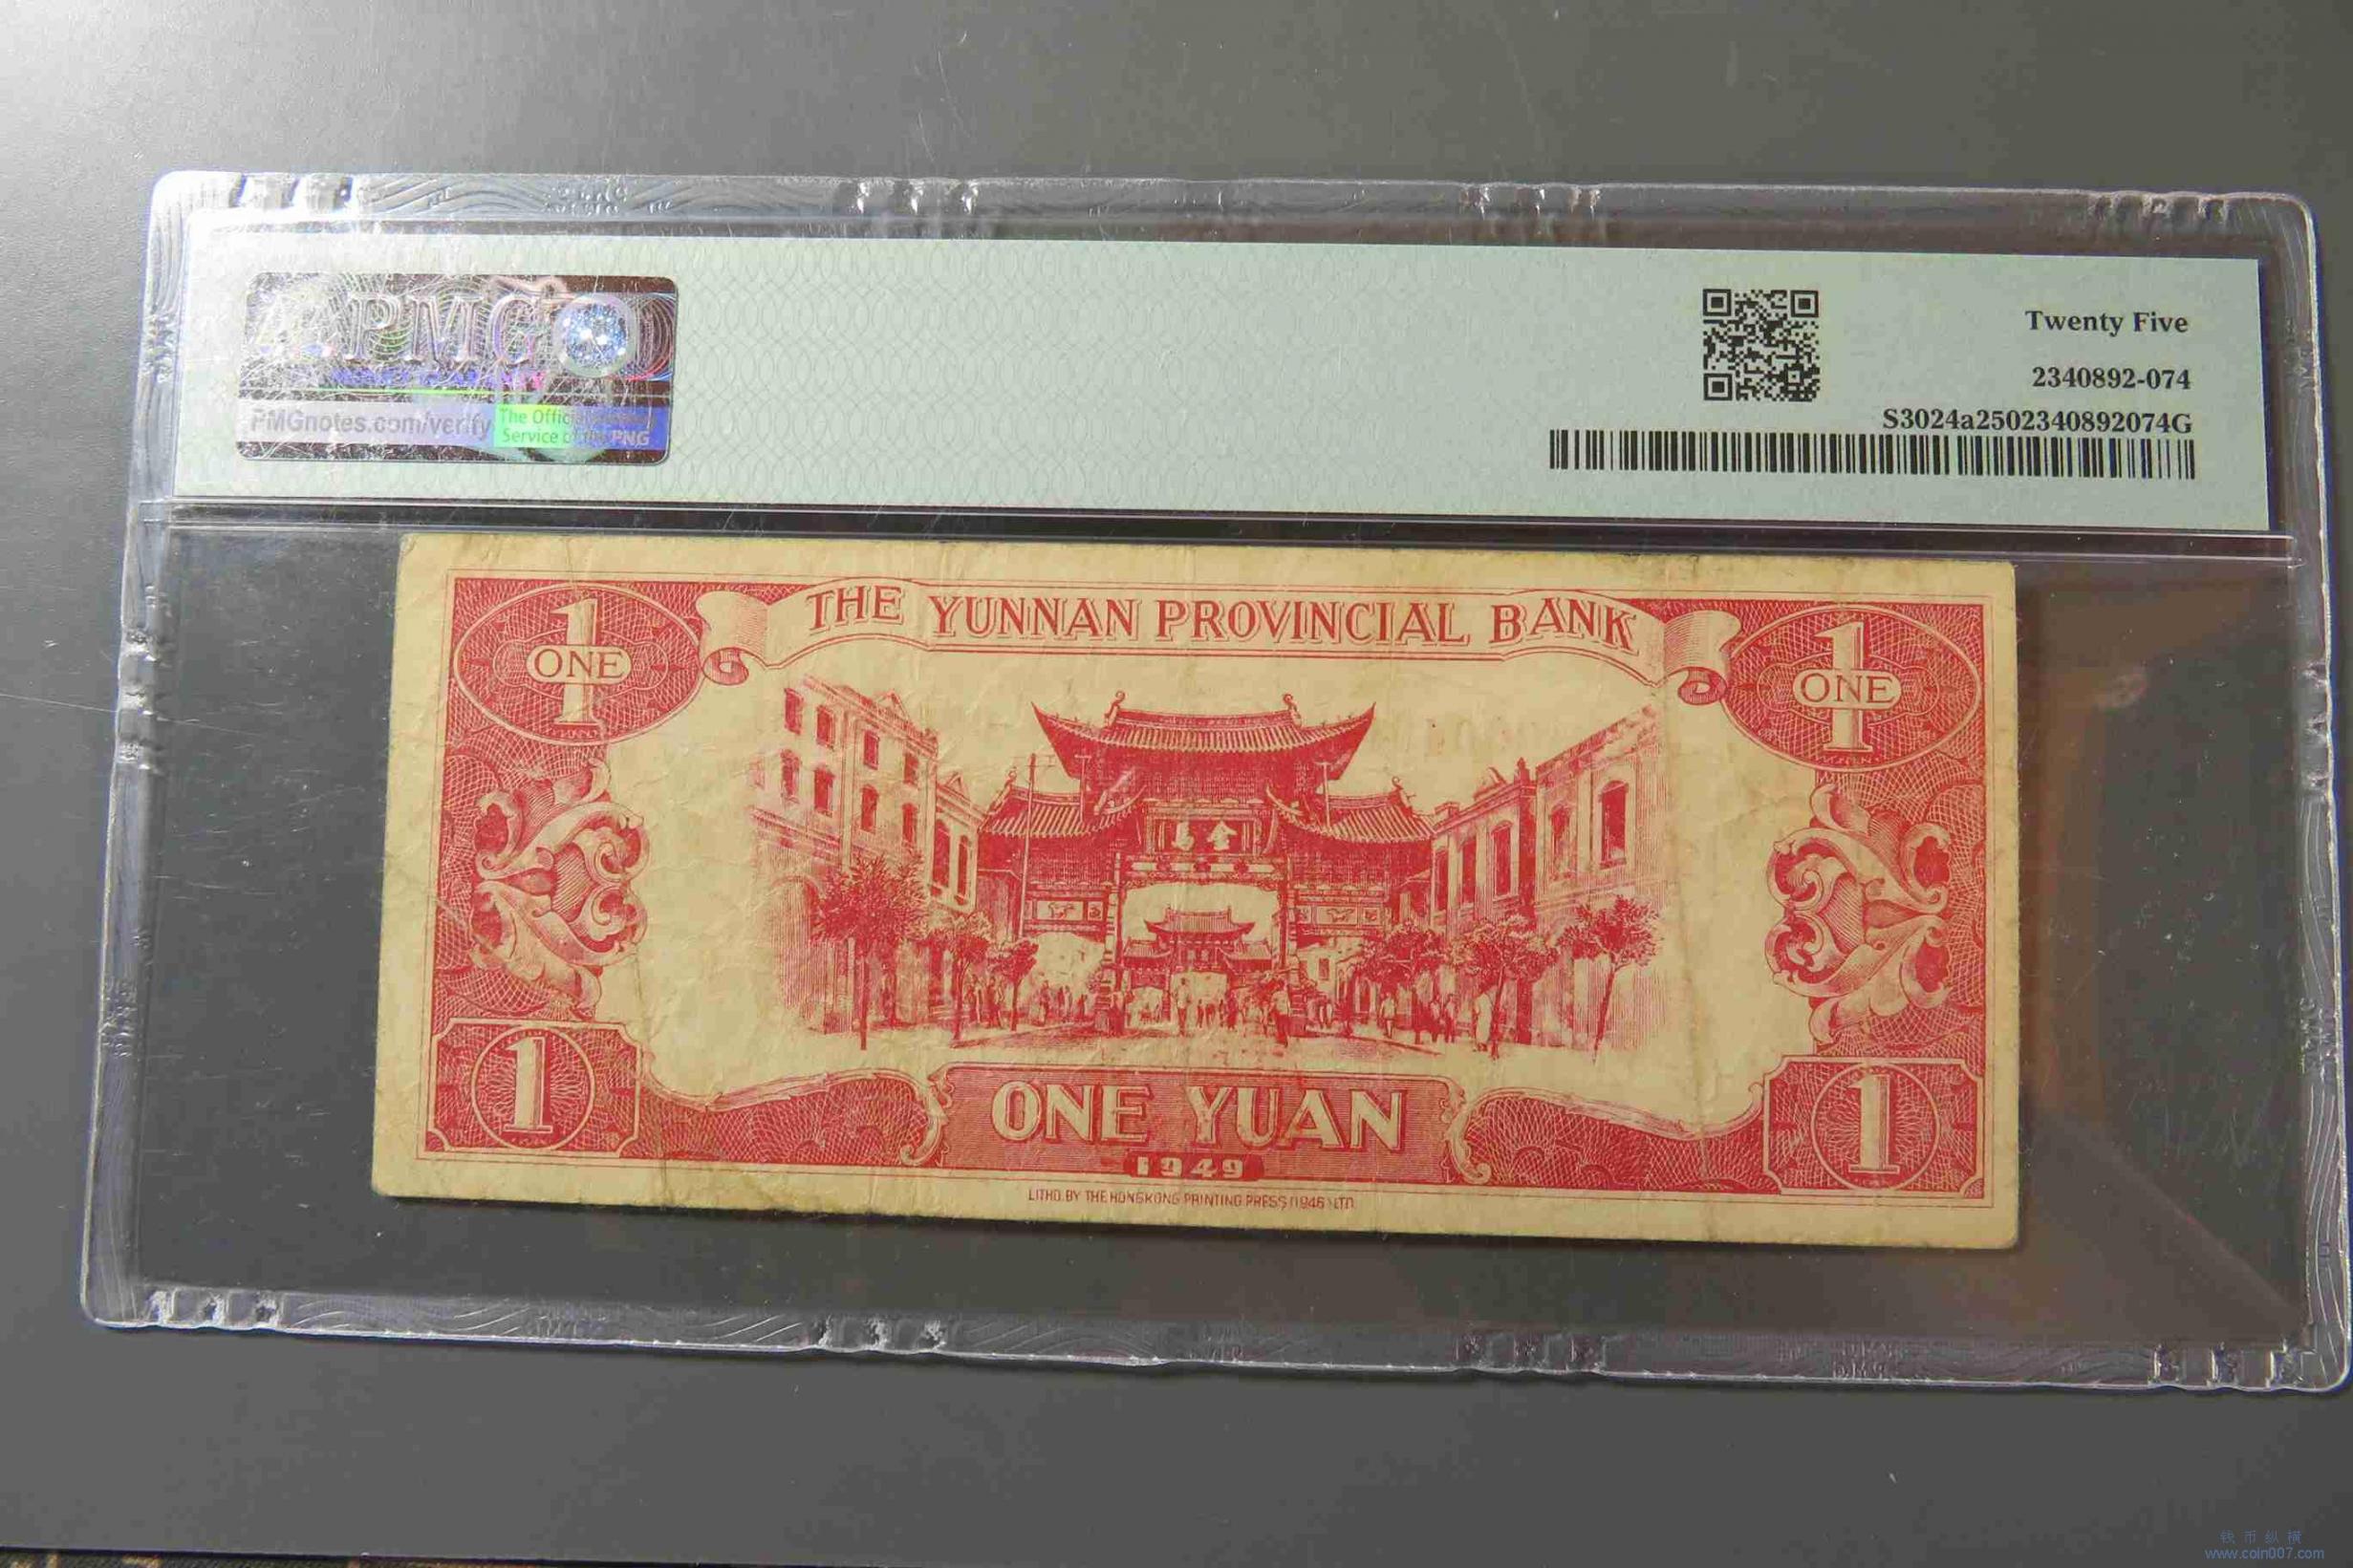 PMG
PMGnotes.com/verify
The Official
Service of the PNG
Twenty Five
2340892-074
S3024a2502340892074G
THE YUNNAN PROVINCIAL BANK
1
ONE
1
ONE
馬金
1
ONE YUAN
1
1949
LITHO. BY THE HONGKONG PRINTING PRESS (1946) LTD.
钱币纵横
www.coin007.com